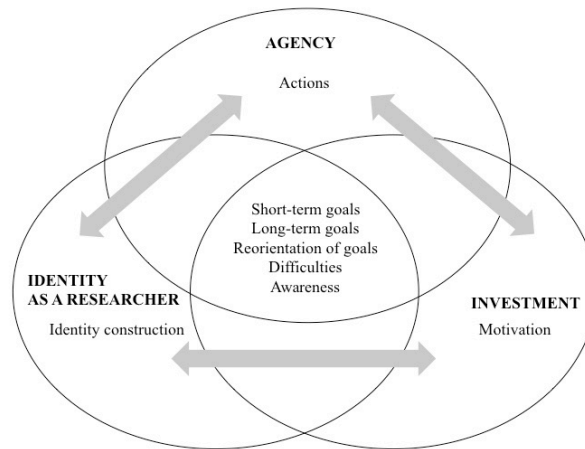 AGENCY
Actions
Short-term goals
Long-term goals
Reorientation of goals
Difficulties
Awareness
IDENTITY
AS A RESEARCHER
Identity construction
INVESTMENT
Motivation